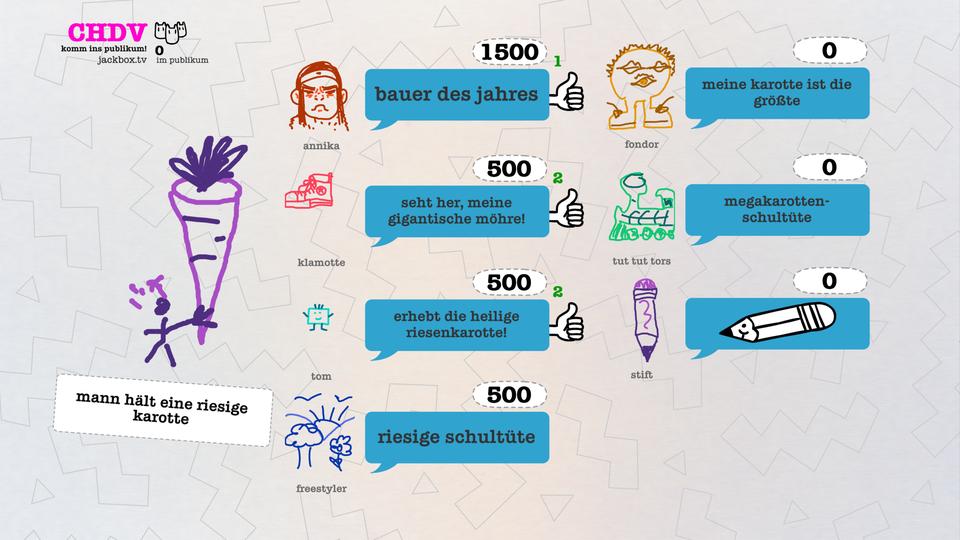 CHDV
komm ins publikum!
jackbox.tv
0
im publikum
mann hält eine riesige
karotte
1500
bauer des jahres
1
annika
500
seht her, meine
gigantische möhre!
2
klamotte
500
erhebt die heilige
riesenkarotte!
2
tom
500
riesige schultüte
freestyler
0
meine karotte ist die
größte
fondor
0
megakarotten-
schultüte
tut tut tors
0
stift